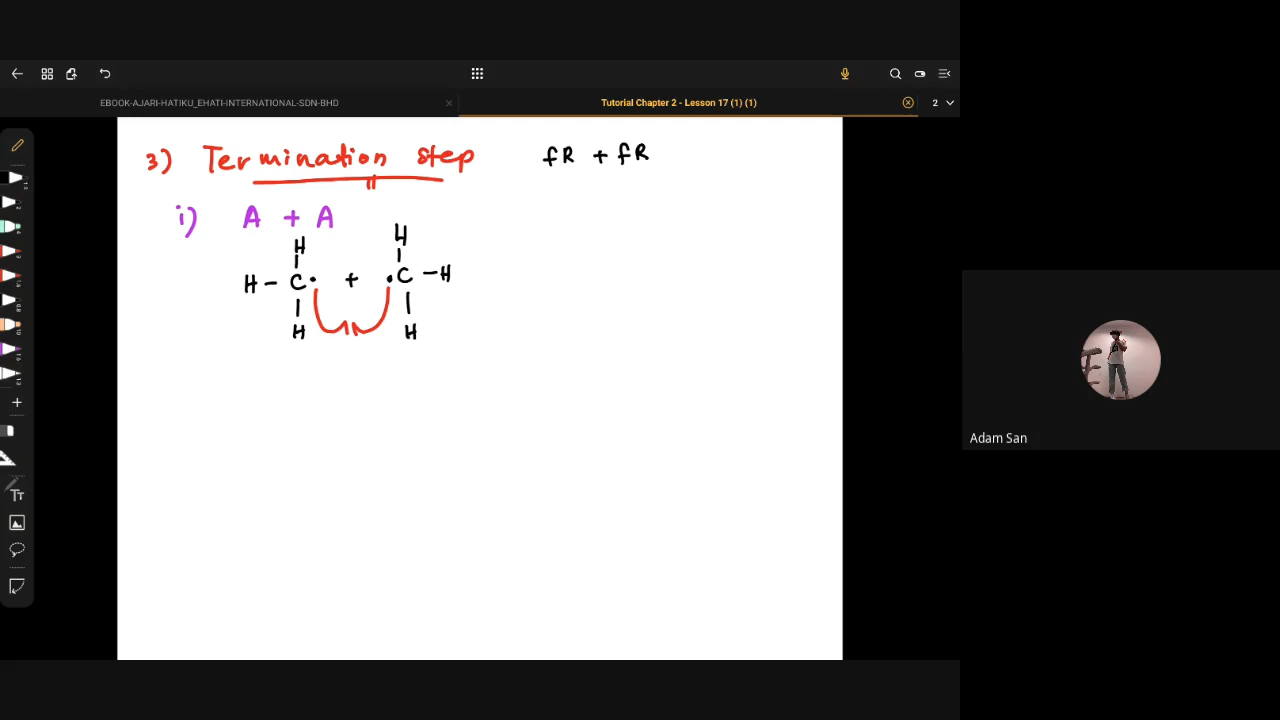 EBOOK-AJARI-HATIKU_EHATI-INTERNATIONAL-SDN-BHD
Tutorial Chapter 2 - Lesson 17 (1) (1)
2
3) Termination step fR + fR
i) A + A
H H
H - C· + ·C - H
H H
Tt
Adam San